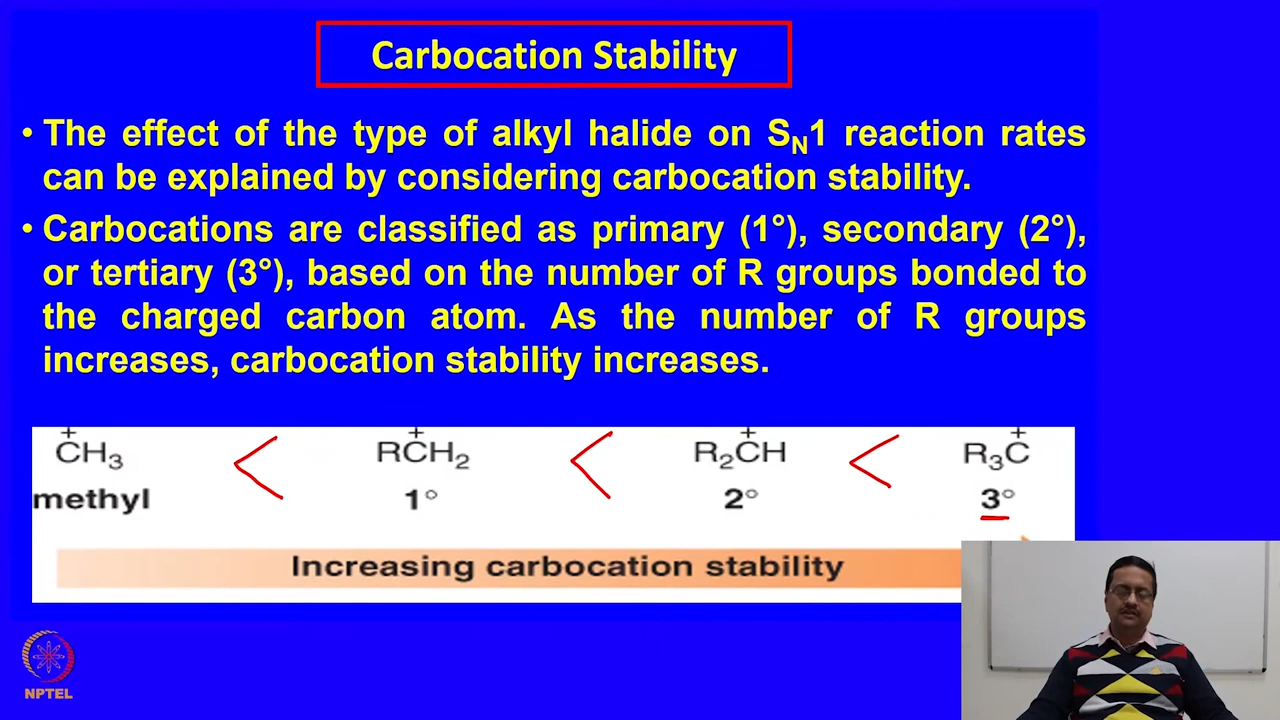 Carbocation Stability
• The effect of the type of alkyl halide on SN1 reaction rates
can be explained by considering carbocation stability.
• Carbocations are classified as primary (1°), secondary (2°),
or tertiary (3°), based on the number of R groups bonded to
the charged carbon atom. As the number of R groups
increases, carbocation stability increases.
+ + + +
CH₃ < RCH₂ < R₂CH < R₃C
methyl 1° 2° 3°
Increasing carbocation stability
NPTEL